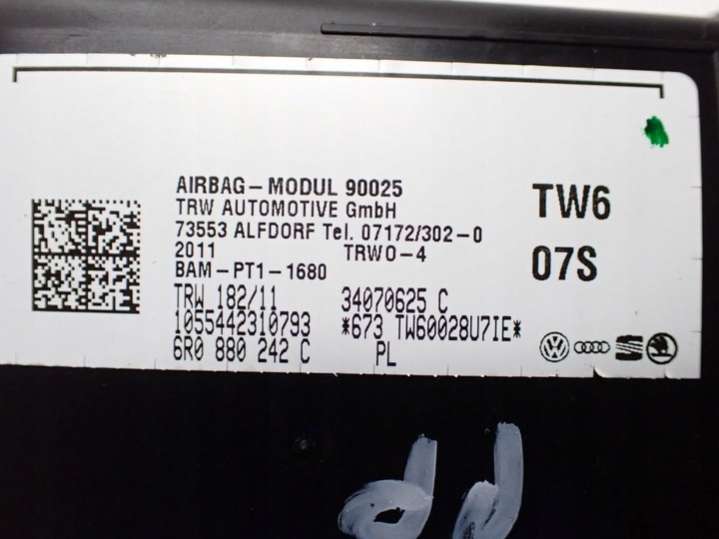 AIRBAG-MODUL 90025
TRW AUTOMOTIVE GmbH
73553 ALFDORF Tel. 07172/302-0
2011 TRWO-4
BAM-PT1-1680
TW6
07S
TRW 182/11 34070625 C
1055442310793 *673 TW60028U7IE*
6R0 880 242 C PL